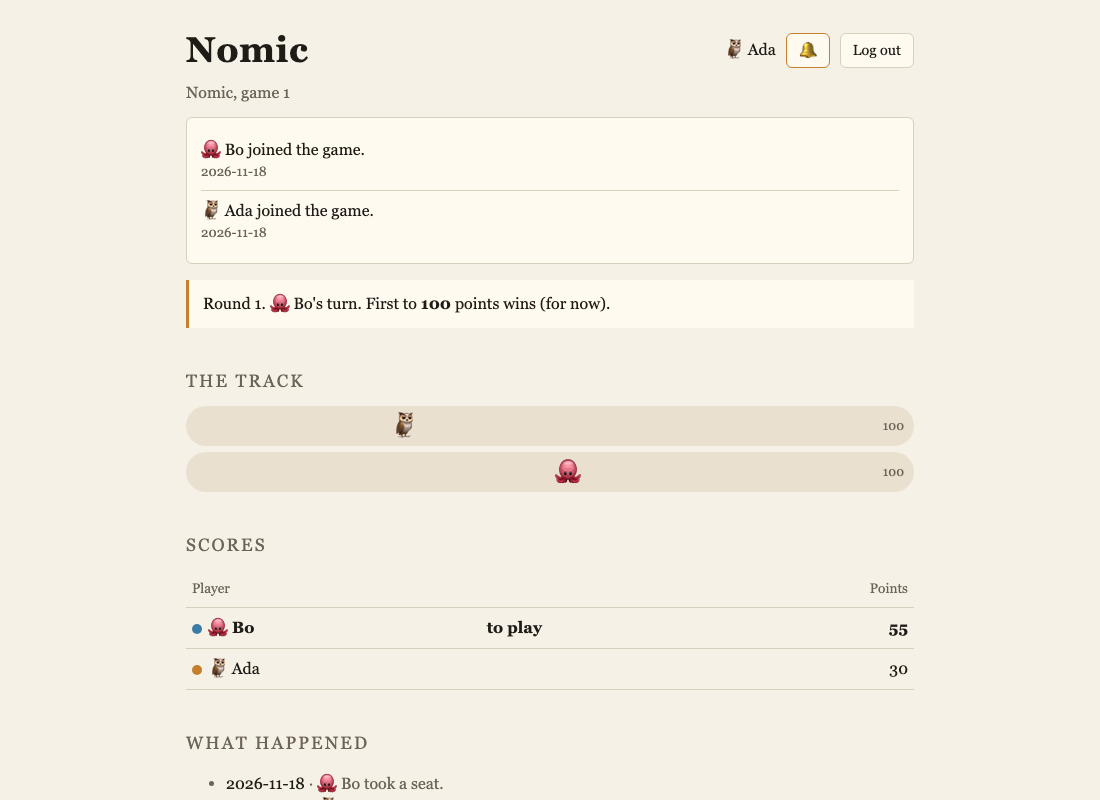 Nomic
Ada
Log out
Nomic, game 1
Bo joined the game.
2026-11-18
Ada joined the game.
2026-11-18
Round 1. Bo's turn. First to 100 points wins (for now).
THE TRACK
100
100
SCORES
Player Points
Bo to play 55
Ada 30
WHAT HAPPENED
2026-11-18 · Bo took a seat.